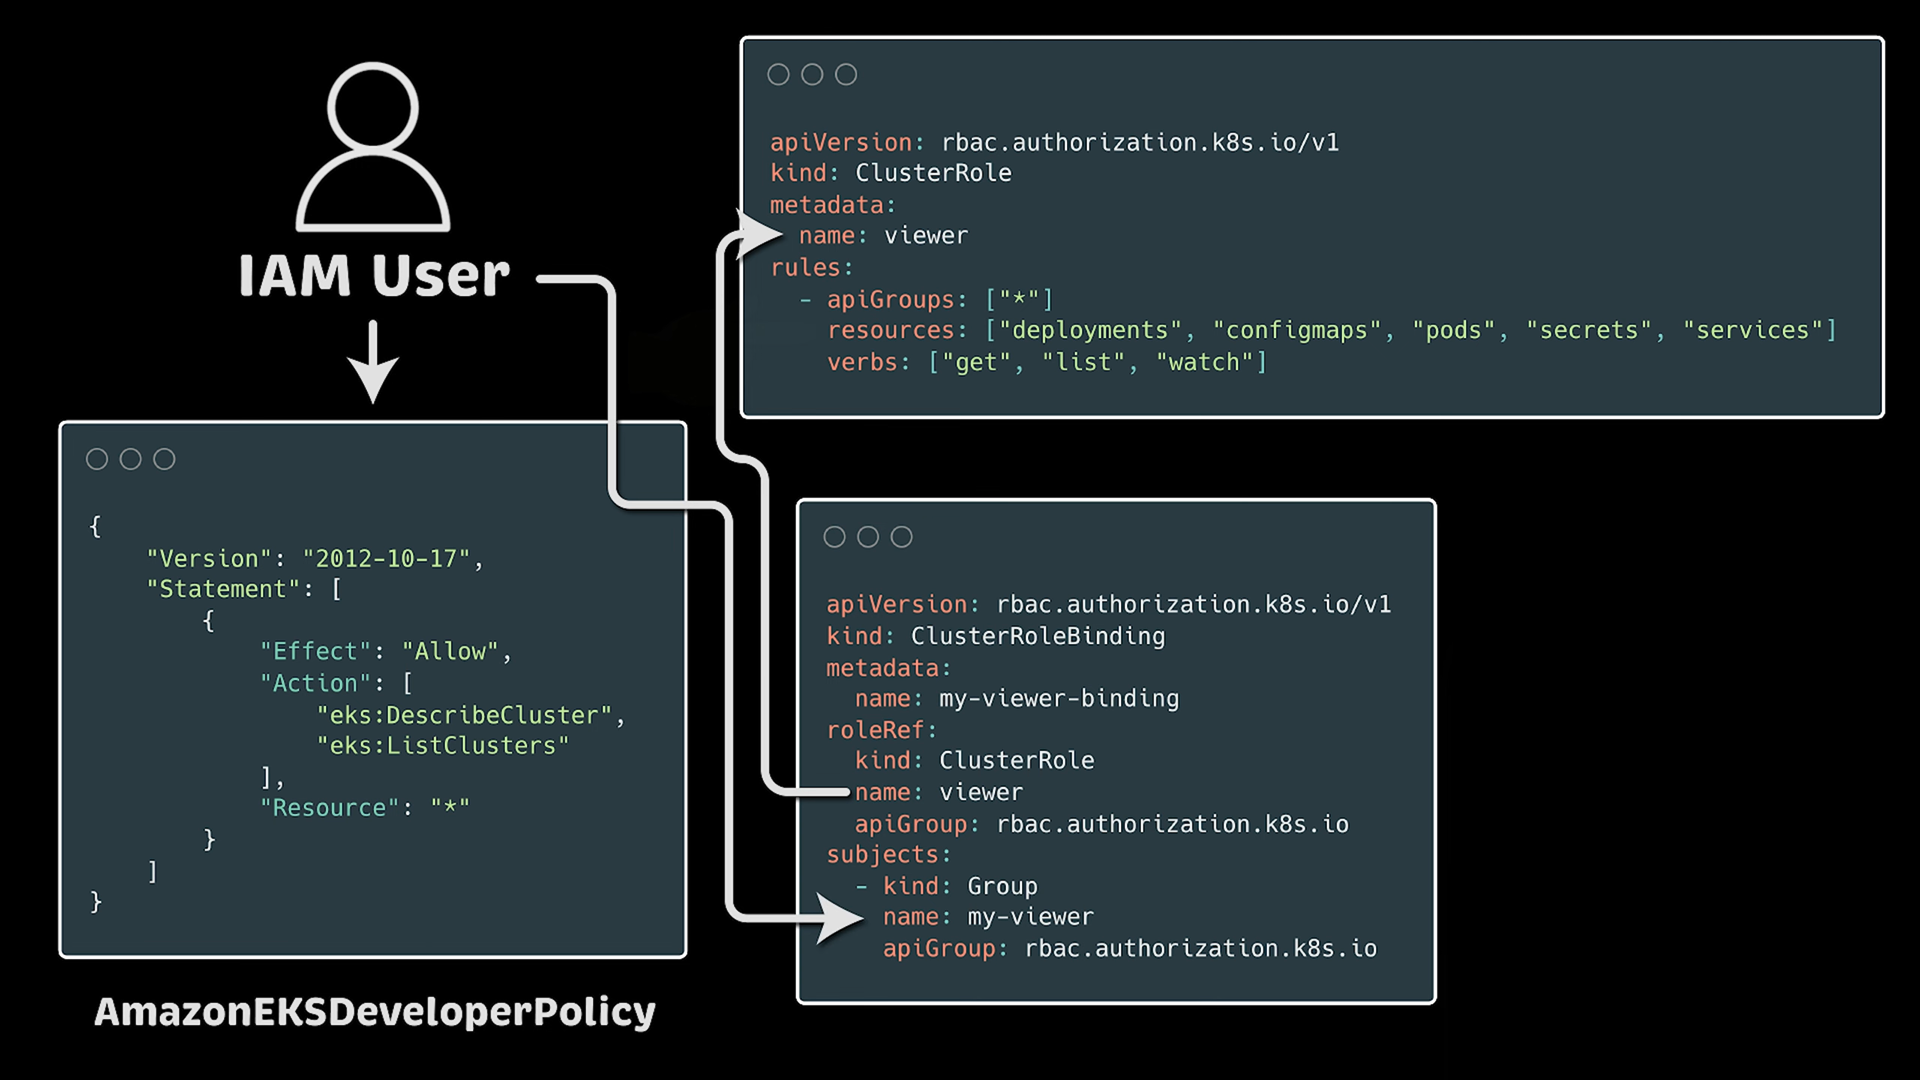 IAM User
{
    "Version": "2012-10-17",
    "Statement": [
        {
            "Effect": "Allow",
            "Action": [
                "eks:DescribeCluster",
                "eks:ListClusters"
            ],
            "Resource": "*"
        }
    ]
}
AmazonEKSDeveloperPolicy
apiVersion: rbac.authorization.k8s.io/v1
kind: ClusterRole
metadata:
  name: viewer
rules:
  - apiGroups: ["*"]
    resources: ["deployments", "configmaps", "pods", "secrets", "services"]
    verbs: ["get", "list", "watch"]
apiVersion: rbac.authorization.k8s.io/v1
kind: ClusterRoleBinding
metadata:
  name: my-viewer-binding
roleRef:
  kind: ClusterRole
  name: viewer
  apiGroup: rbac.authorization.k8s.io
subjects:
  - kind: Group
    name: my-viewer
    apiGroup: rbac.authorization.k8s.io